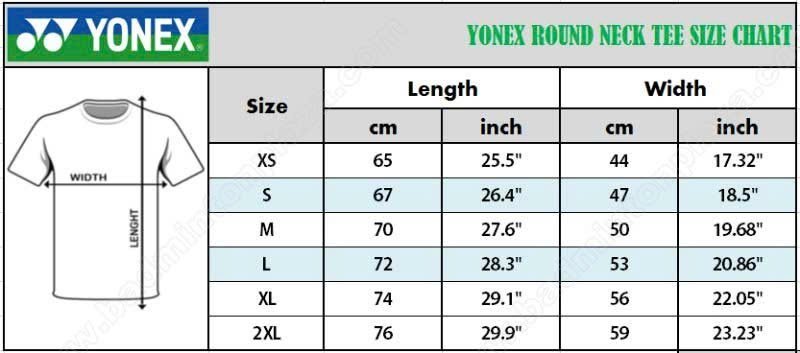 YONEX
YONEX ROUND NECK TEE SIZE CHART
Size Length Width
cm inch cm inch
XS 65 25.5" 44 17.32"
S 67 26.4" 47 18.5"
M 70 27.6" 50 19.68"
L 72 28.3" 53 20.86"
XL 74 29.1" 56 22.05"
2XL 76 29.9" 59 23.23"
WIDTH
LENGHT